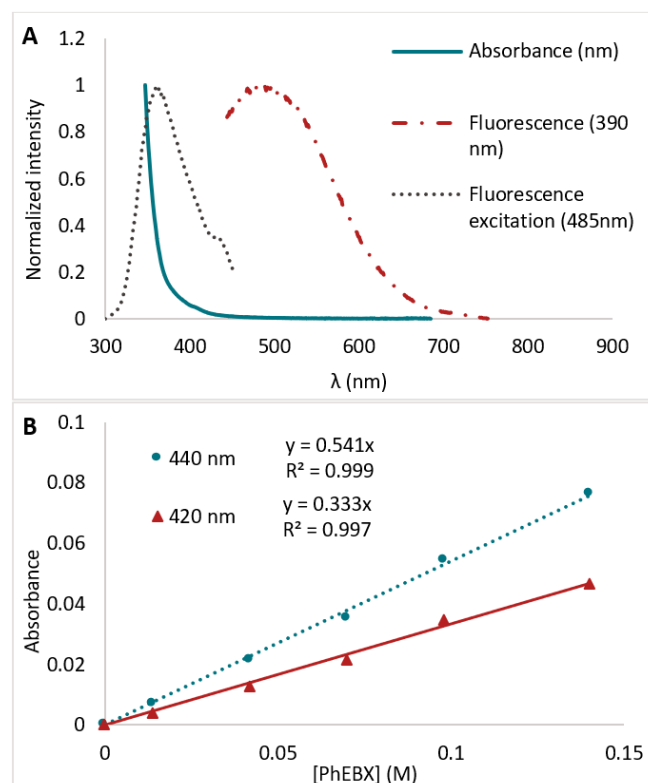 A
1.2
1
0.8
0.6
0.4
0.2
0
Normalized intensity
300 400 500 600 700 800 900
λ (nm)
Absorbance (nm)
Fluorescence (390
nm)
Fluorescence
excitation (485nm)
B
0.1
0.08
0.06
0.04
0.02
0
Absorbance
440 nm
y = 0.541x
R² = 0.999
420 nm
y = 0.333x
R² = 0.997
0 0.05 0.1 0.15
[PhEBX] (M)